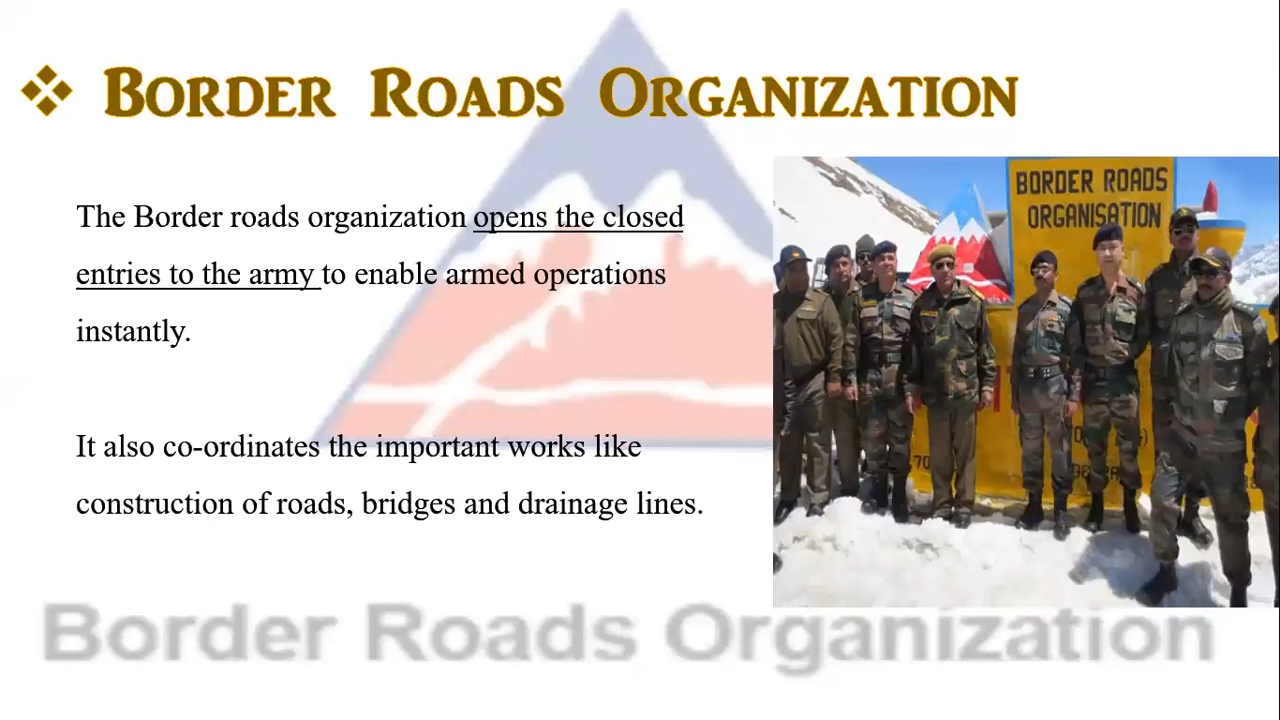 ❖ BORDER ROADS ORGANIZATION
The Border roads organization opens the closed
entries to the army to enable armed operations
instantly.
It also co-ordinates the important works like
construction of roads, bridges and drainage lines.
BORDER ROADS
ORGANISATION
Border Roads Organization